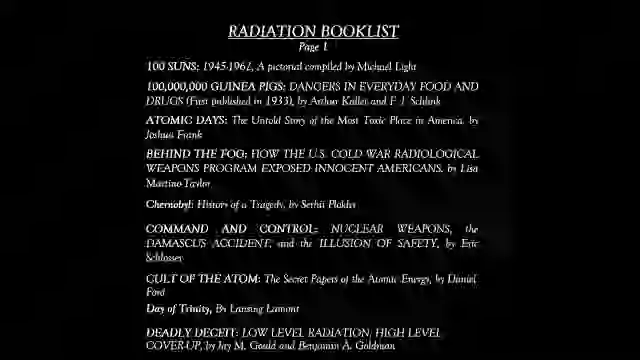 RADIATION BOOKLIST
Page 1
100 SUNS: 1945-1962, A pictorial compiled by Michael Light
100,000,000 GUINEA PIGS: DANGERS IN EVERYDAY FOOD AND
DRUGS (First published in 1933), by Arthur Kallet and F. J. Schlink
ATOMIC DAYS: The Untold Story of the Most Toxic Place in America, by
Joshua Frank
BEHIND THE FOG: HOW THE U.S. COLD WAR RADIOLOGICAL
WEAPONS PROGRAM EXPOSED INNOCENT AMERICANS, by Lisa
Martino-Taylor
Chernobyl: History of a Tragedy, by Serhii Plokhy
COMMAND AND CONTROL: NUCLEAR WEAPONS, the
DAMASCUS ACCIDENT, and the ILLUSION OF SAFETY, by Eric
Schlosser
CULT OF THE ATOM: The Secret Papers of the Atomic Energy, by Daniel
Ford
Day of Trinity, By Lansing Lamont
DEADLY DECEIT: LOW LEVEL RADIATION, HIGH LEVEL
COVER-UP, by Jay M. Gould and Benjamin A. Goldman